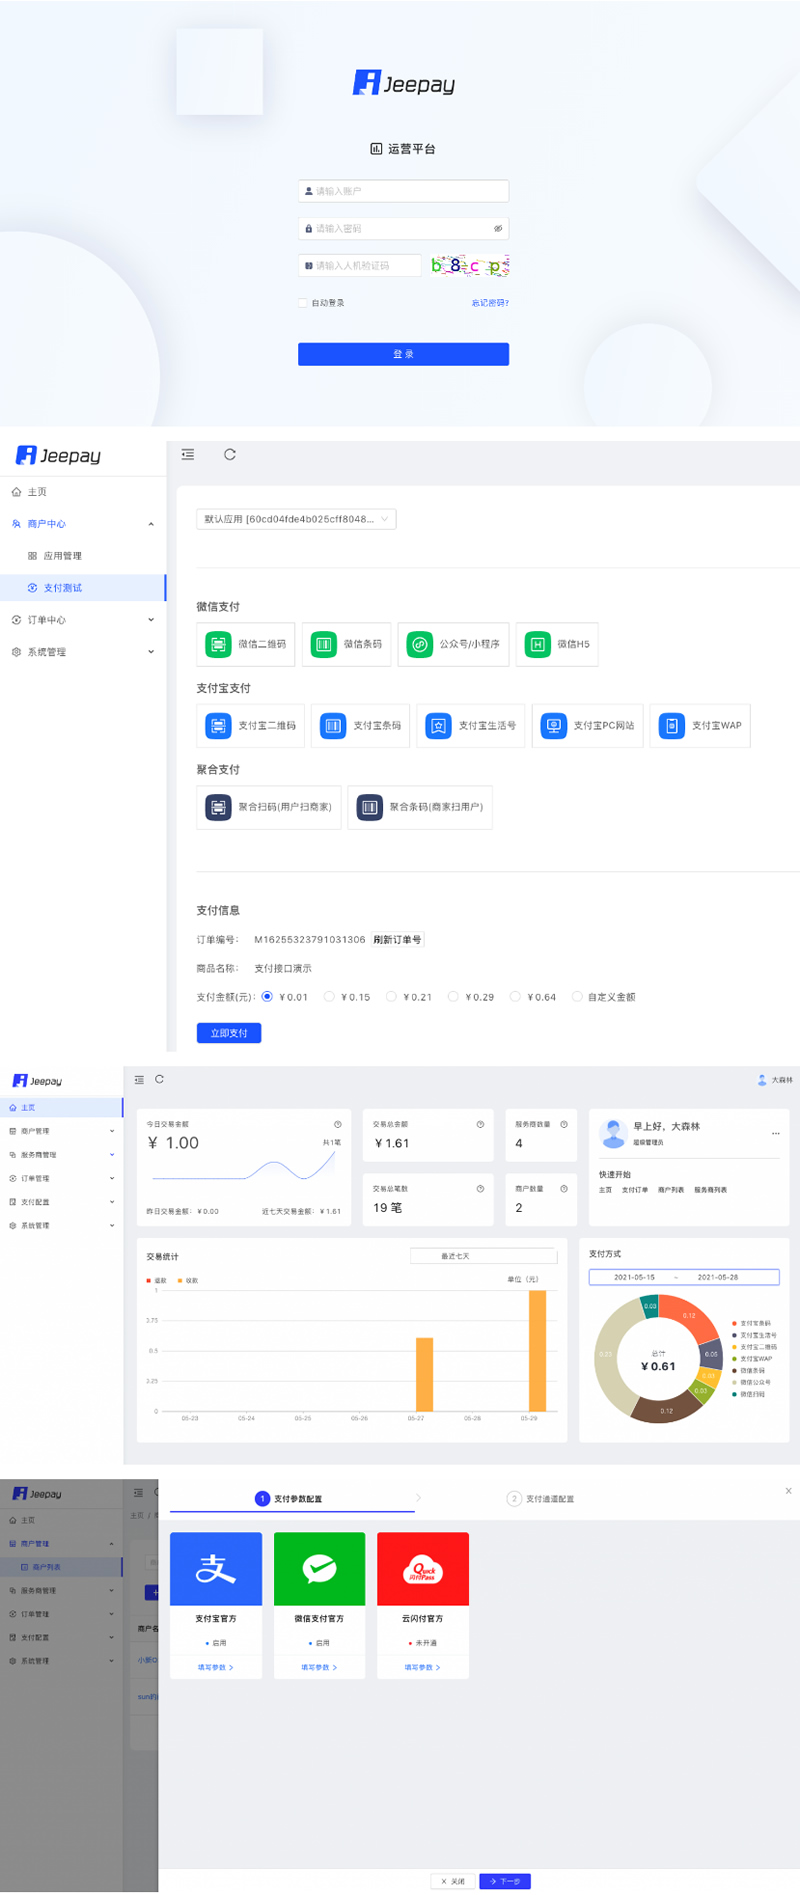 Jeepay
运营平台
请输入账户
请输入密码
请输入人机验证码 b8cp
自动登录 忘记密码?
登 录
Jeepay
主页
商户中心
应用管理
支付测试
订单中心
系统管理
默认应用 [60cd04fde4b025cff8048...
微信支付
微信二维码 微信条码 公众号/小程序 微信H5
支付宝支付
支付宝二维码 支付宝条码 支付宝生活号 支付宝PC网站 支付宝WAP
聚合支付
聚合扫码(用户扫商家) 聚合条码(商家扫用户)
支付信息
订单编号: M16255323791031306 刷新订单号
商品名称: 支付接口演示
支付金额(元): ¥0.01 ¥0.15 ¥0.21 ¥0.29 ¥0.64 自定义金额
立即支付
Jeepay
大森林
主页
商户管理
服务商管理
订单管理
支付配置
系统管理
今日交易金额
¥ 1.00 共1笔
昨日交易金额: ¥0.00 近七天交易金额: ¥1.61
交易总金额
¥1.61
服务商数量
4
交易总笔数
19 笔
商户数量
2
早上好，大森林
超级管理员
快速开始
主页 支付订单 商户列表 服务商列表
交易统计 最近七天
退款 收款 单位（元）
1
0.75
0.5
0.25
0
05-23 05-24 05-25 05-26 05-27 05-28 05-29
支付方式
2021-05-15 ~ 2021-05-28
总计
¥0.61
0.03
0.12
0.05
0.03
0.03
0.12
0.23
支付宝条码
支付宝生活号
支付宝二维码
支付宝WAP
微信条码
微信公众号
微信扫码
Jeepay
主页
商户管理
商户列表
服务商管理
订单管理
支付配置
系统管理
主页 /
商户名
小新
sun的
1 支付参数配置 2 支付通道配置
支
Quick
闪付Pass
支付宝官方 微信支付官方 云闪付官方
启用 启用 未开通
填写参数 填写参数 填写参数
× 关闭 下一步